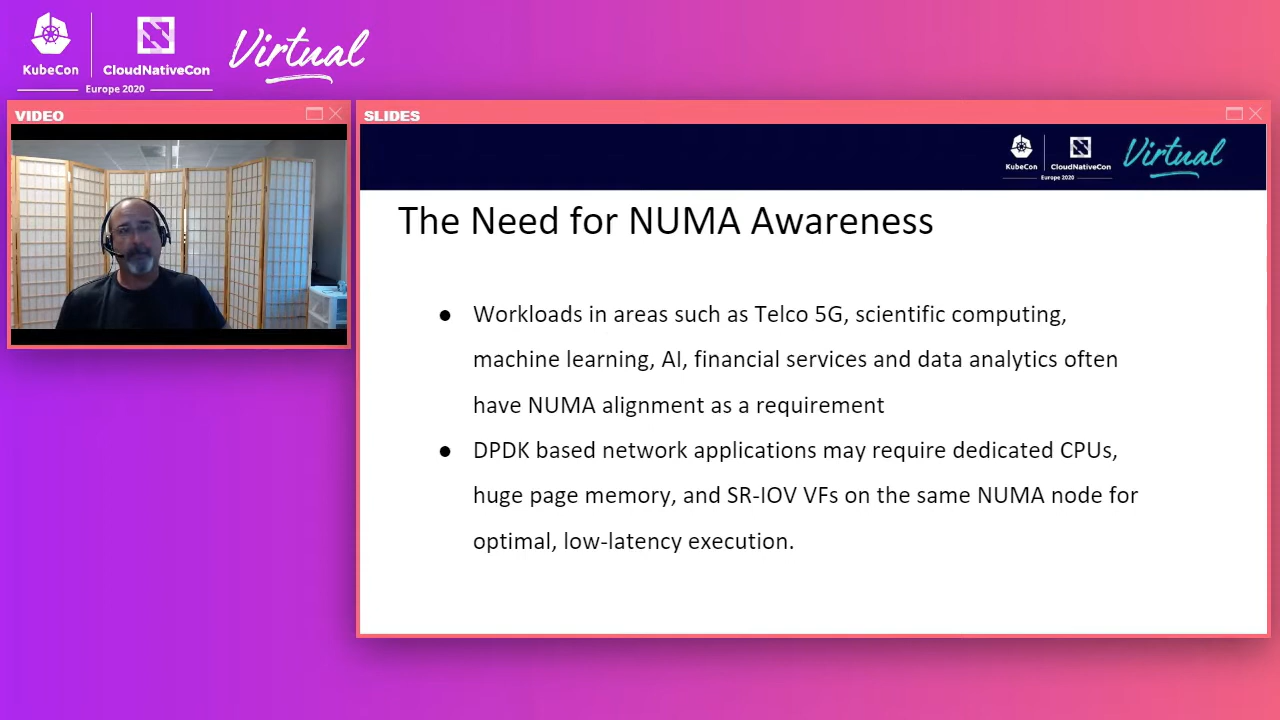 KubeCon
CloudNativeCon
Europe 2020
Virtual
VIDEO
SLIDES
KubeCon
CloudNativeCon
Europe 2020
Virtual
The Need for NUMA Awareness
● Workloads in areas such as Telco 5G, scientific computing,
machine learning, AI, financial services and data analytics often
have NUMA alignment as a requirement
● DPDK based network applications may require dedicated CPUs,
huge page memory, and SR-IOV VFs on the same NUMA node for
optimal, low-latency execution.